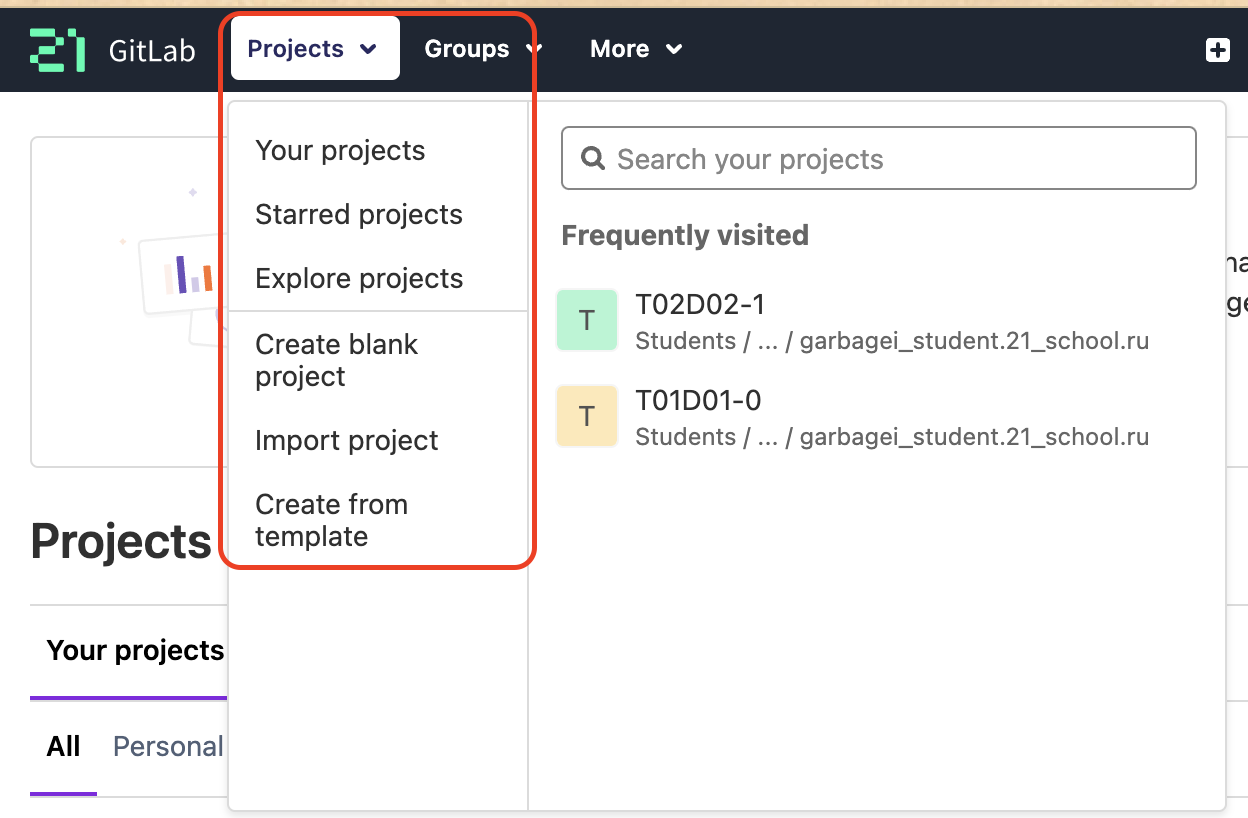 21 GitLab Projects Groups More
Your projects
Starred projects
Explore projects
Create blank
project
Import project
Create from
template
Search your projects
Frequently visited
T
T02D02-1
Students / ... / garbagei_student.21_school.ru
T
T01D01-0
Students / ... / garbagei_student.21_school.ru
Projects
Your projects
All Personal